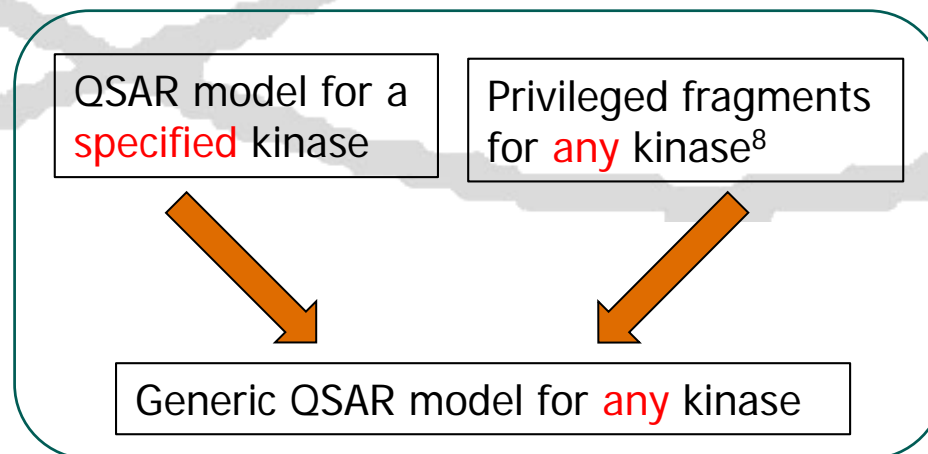 QSAR model for a
specified kinase
Privileged fragments
for any kinase⁸
Generic QSAR model for any kinase